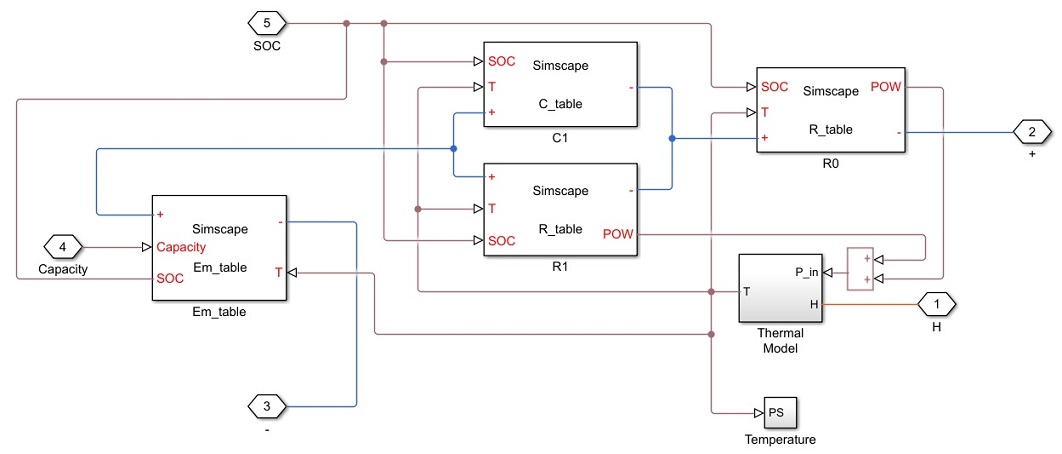 5
SOC
SOC
Simscape
T
C_table
+
-
C1
SOC
Simscape
POW
T
R_table
+
-
R0
2
+
+
Simscape
-
T
R_table
SOC
POW
R1
+
Simscape
-
4
Capacity
Capacity
Em_table
SOC
T
Em_table
+
+
P_in
T
H
Thermal
Model
1
H
3
-
PS
Temperature